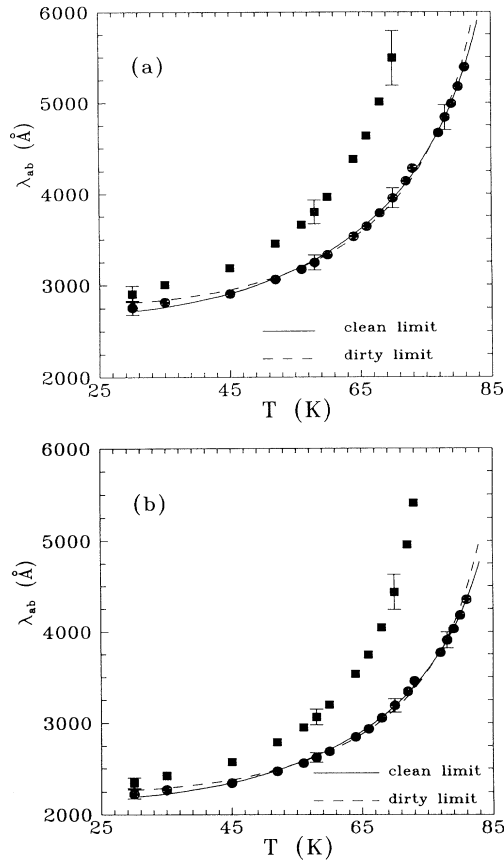 6000
(a)
5000
λab (Å)
4000
3000
clean limit
dirty limit
2000
25 45 65 85
T (K)
6000
(b)
5000
λab (Å)
4000
3000
clean limit
dirty limit
2000
25 45 65 85
T (K)